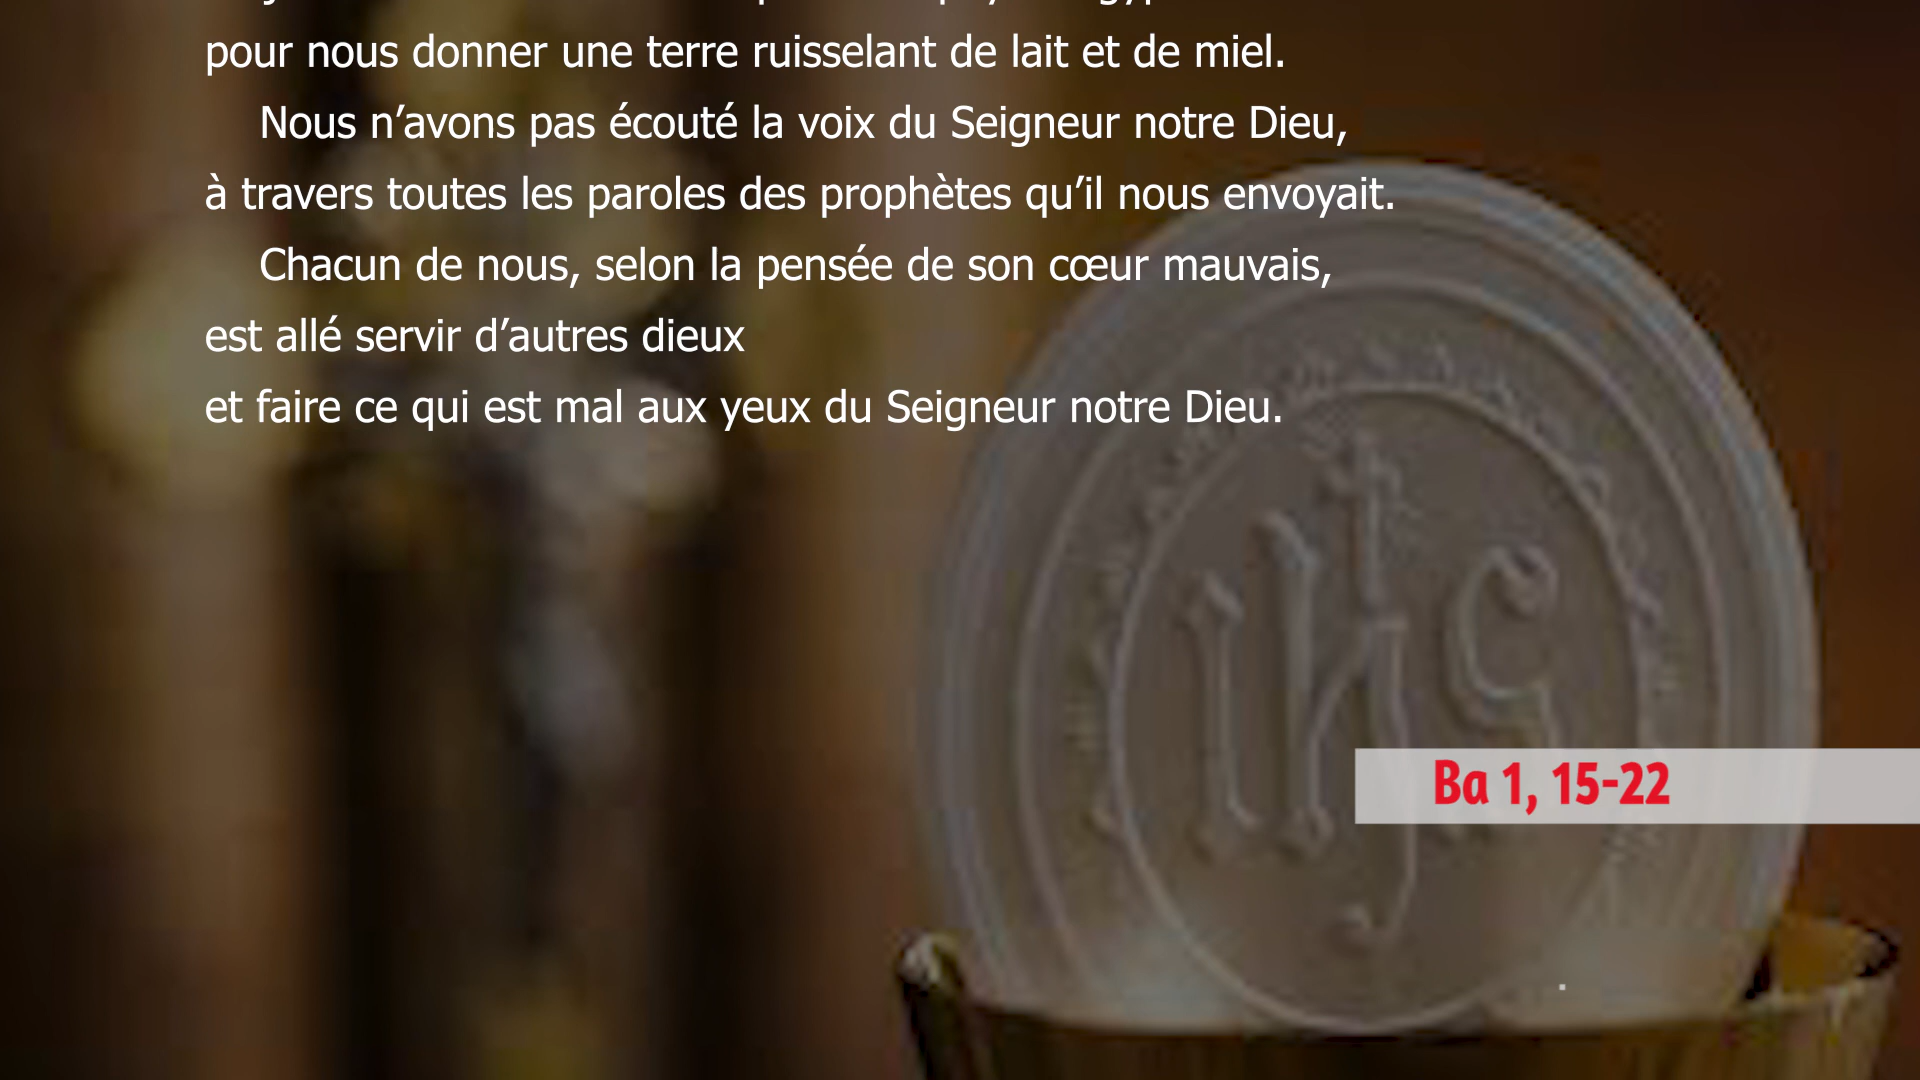 pour nous donner une terre ruisselant de lait et de miel.
Nous n’avons pas écouté la voix du Seigneur notre Dieu,
à travers toutes les paroles des prophètes qu’il nous envoyait.
Chacun de nous, selon la pensée de son cœur mauvais,
est allé servir d’autres dieux
et faire ce qui est mal aux yeux du Seigneur notre Dieu.
ihs
Ba 1, 15-22